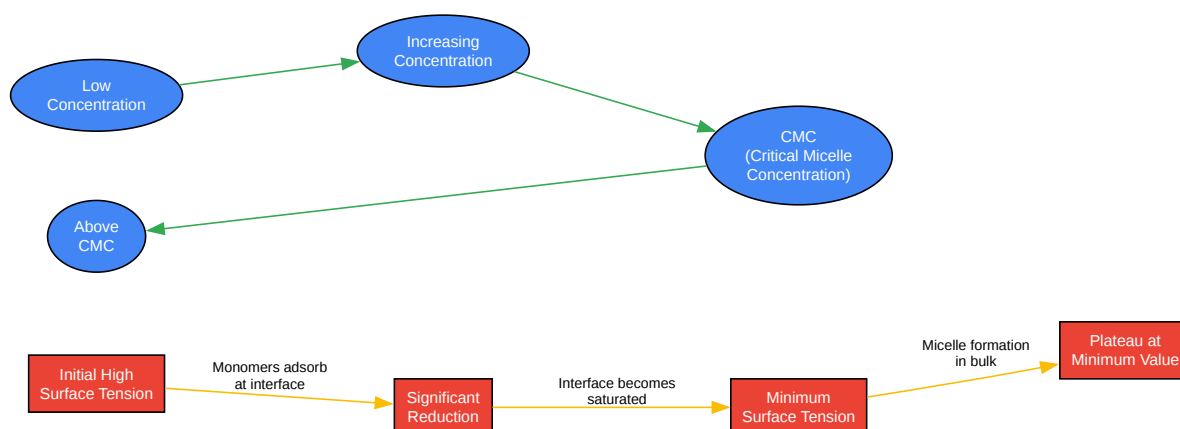 Increasing
Concentration
Low
Concentration
CMC
(Critical Micelle
Concentration)
Above
CMC
Initial High
Surface Tension
Monomers adsorb
at interface
Significant
Reduction
Interface becomes
saturated
Minimum
Surface Tension
Micelle formation
in bulk
Plateau at
Minimum Value